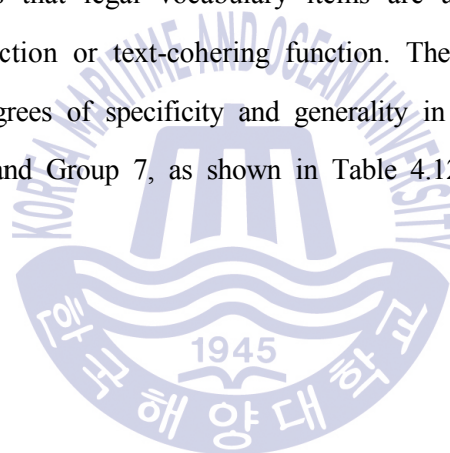 s that legal vocabulary items are
ction or text-cohering function. The
grees of specificity and generality in
and Group 7, as shown in Table 4.12
KOREA MARITIME AND OCEAN UNIVERSITY
1945
한국해양대학교